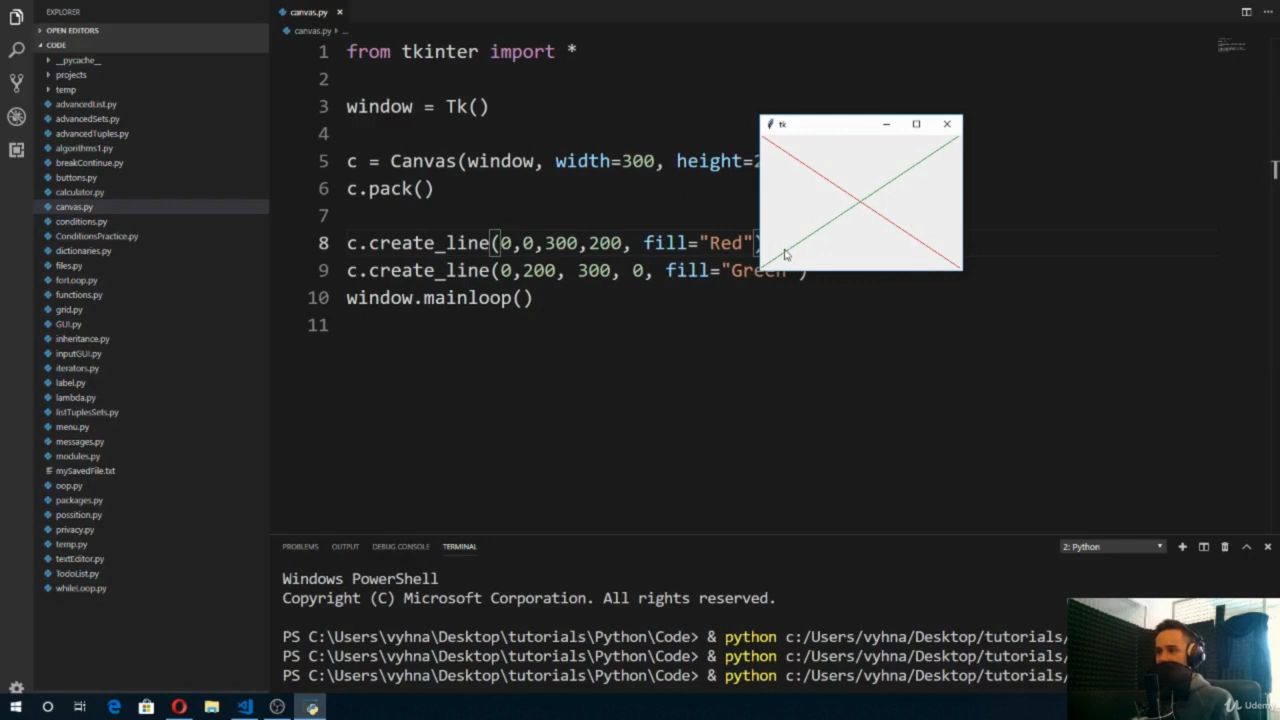 EXPLORER
OPEN EDITORS
CODE
__pycache__
projects
temp
advancedList.py
advancedSets.py
advancedTuples.py
algorithms1.py
breakContinue.py
buttons.py
calculator.py
canvas.py
conditions.py
ConditionsPractice.py
dictionaries.py
files.py
forLoop.py
functions.py
grid.py
GUI.py
inheritance.py
inputGUI.py
iterators.py
label.py
lambda.py
listTuplesSets.py
menu.py
messages.py
modules.py
mySavedFile.txt
oop.py
packages.py
possition.py
privacy.py
temp.py
textEditor.py
TodoList.py
whileLoop.py
canvas.py
canvas.py ...
1 from tkinter import *
2
3 window = Tk()
4
5 c = Canvas(window, width=300, height=2
6 c.pack()
7
8 c.create_line(0,0,300,200, fill="Red")
9 c.create_line(0,200, 300, 0, fill="Green")
10 window.mainloop()
11
tk
PROBLEMS OUTPUT DEBUG CONSOLE TERMINAL
2: Python
Windows PowerShell
Copyright (C) Microsoft Corporation. All rights reserved.
PS C:\Users\vyhna\Desktop\tutorials\Python\Code> & python c:/Users/vyhna/Desktop/tutorials/
PS C:\Users\vyhna\Desktop\tutorials\Python\Code> & python c:/Users/vyhna/Desktop/tutorials/
PS C:\Users\vyhna\Desktop\tutorials\Python\Code> & python c:/Users/vyhna/Desktop/tutorials/
Udemy